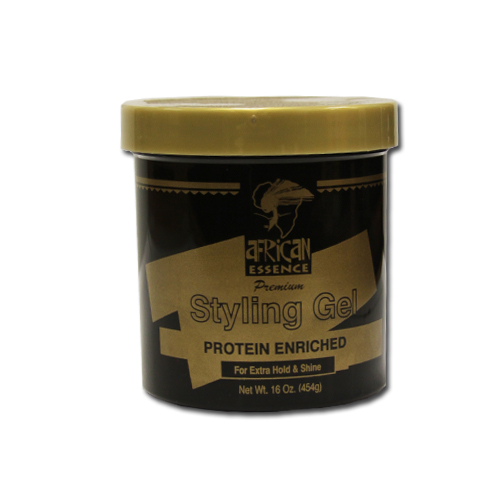 AFRICAN
ESSENCE
Premium
Styling Gel
PROTEIN ENRICHED
For Extra Hold & Shine
Net Wt. 16 Oz. (454g)